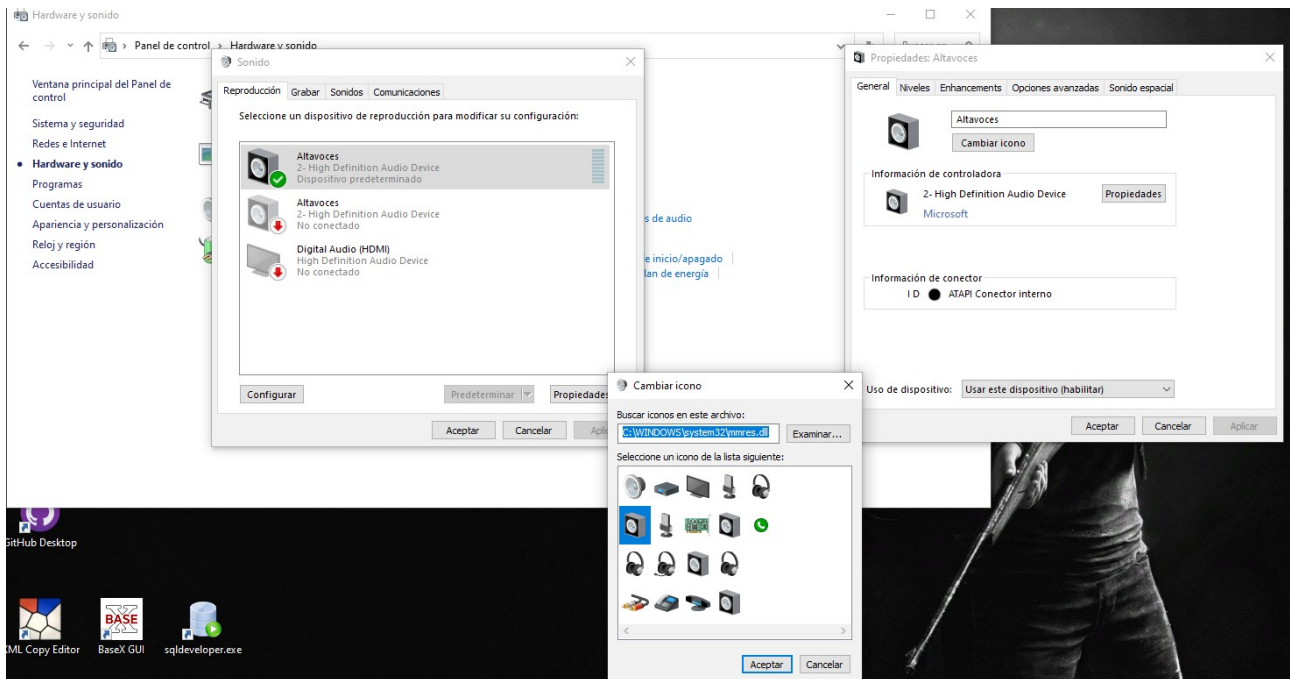 Hardware y sonido
Panel de control › Hardware y sonido
Ventana principal del Panel de
control
Sistema y seguridad
Redes e Internet
Hardware y sonido
Programas
Cuentas de usuario
Apariencia y personalización
Reloj y región
Accesibilidad
s de audio
e inicio/apagado
lan de energía
Sonido
Reproducción Grabar Sonidos Comunicaciones
Seleccione un dispositivo de reproducción para modificar su configuración:
Altavoces
2- High Definition Audio Device
Dispositivo predeterminado
Altavoces
2- High Definition Audio Device
No conectado
Digital Audio (HDMI)
High Definition Audio Device
No conectado
Configurar Predeterminar Propiedades
Aceptar Cancelar Apli
Propiedades: Altavoces
General Niveles Enhancements Opciones avanzadas Sonido espacial
Altavoces
Cambiar icono
Información de controladora
2- High Definition Audio Device Propiedades
Microsoft
Información de conector
I D ATAPI Conector interno
Uso de dispositivo: Usar este dispositivo (habilitar)
Aceptar Cancelar Aplicar
Cambiar icono
Buscar iconos en este archivo:
C:\WINDOWS\system32\mmres.dll Examinar...
Seleccione un icono de la lista siguiente:
Aceptar Cancelar
GitHub Desktop
XML Copy Editor
BASE X
BaseX GUI
sqldeveloper.exe